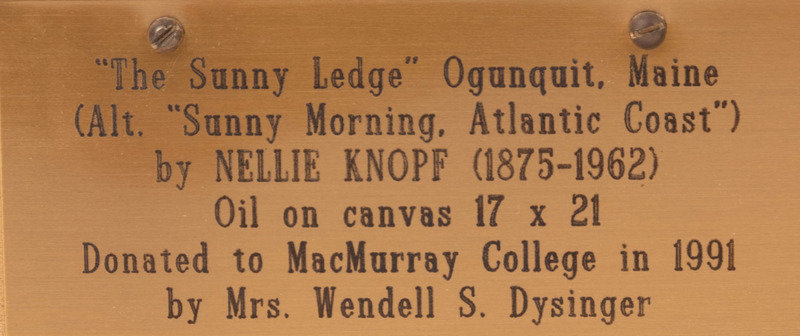 “The Sunny Ledge” Ogunquit, Maine
(Alt. “Sunny Morning, Atlantic Coast”)
by NELLIE KNOPF (1875-1962)
Oil on canvas 17 x 21
Donated to MacMurray College in 1991
by Mrs. Wendell S. Dysinger